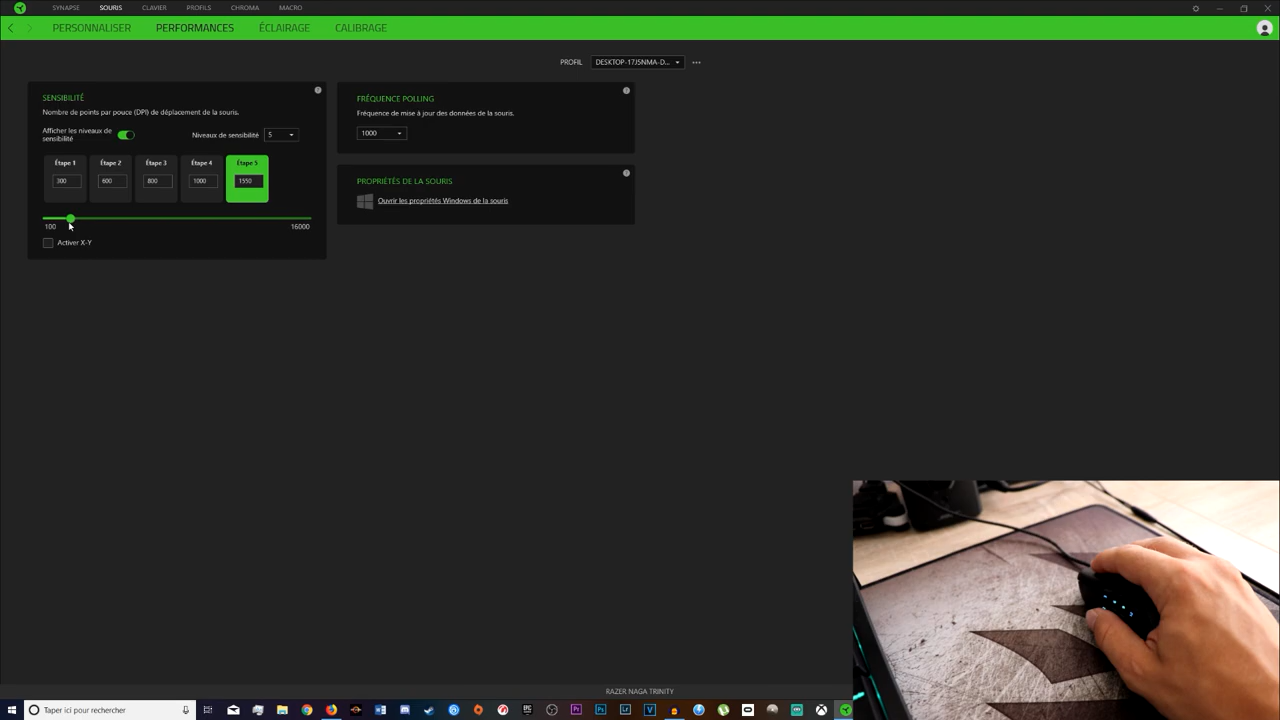 SYNAPSE SOURIS CLAVIER PROFILS CHROMA MACRO
PERSONNALISER PERFORMANCES ÉCLAIRAGE CALIBRAGE
PROFIL DESKTOP-17J5NMA-D...
SENSIBILITÉ
Nombre de points par pouce (DPI) de déplacement de la souris.
Afficher les niveaux de
sensibilité
Niveaux de sensibilité 5
Étape 1 Étape 2 Étape 3 Étape 4 Étape 5
300 600 800 1000 1550
100 16000
Activer X-Y
FRÉQUENCE POLLING
Fréquence de mise à jour des données de la souris.
1000
PROPRIÉTÉS DE LA SOURIS
Ouvrir les propriétés Windows de la souris
RAZER NAGA TRINITY
Taper ici pour rechercher